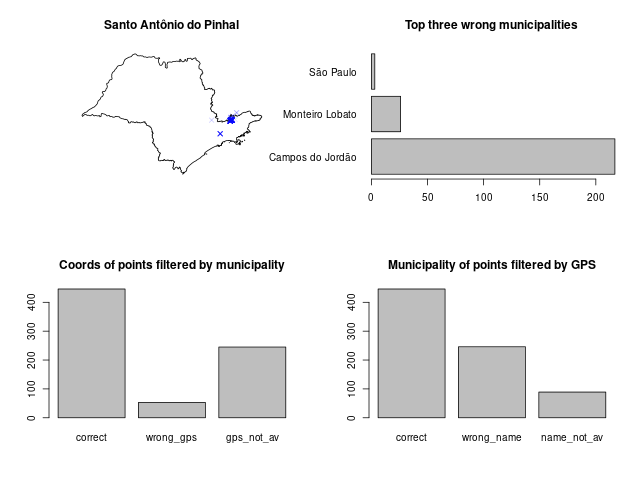 Santo Antônio do Pinhal
Top three wrong municipalities
São Paulo
Monteiro Lobato
Campos do Jordão
0 50 100 150 200
Coords of points filtered by municipality
0 100 200 300 400
correct wrong_gps gps_not_av
Municipality of points filtered by GPS
0 100 200 300 400
correct wrong_name name_not_av